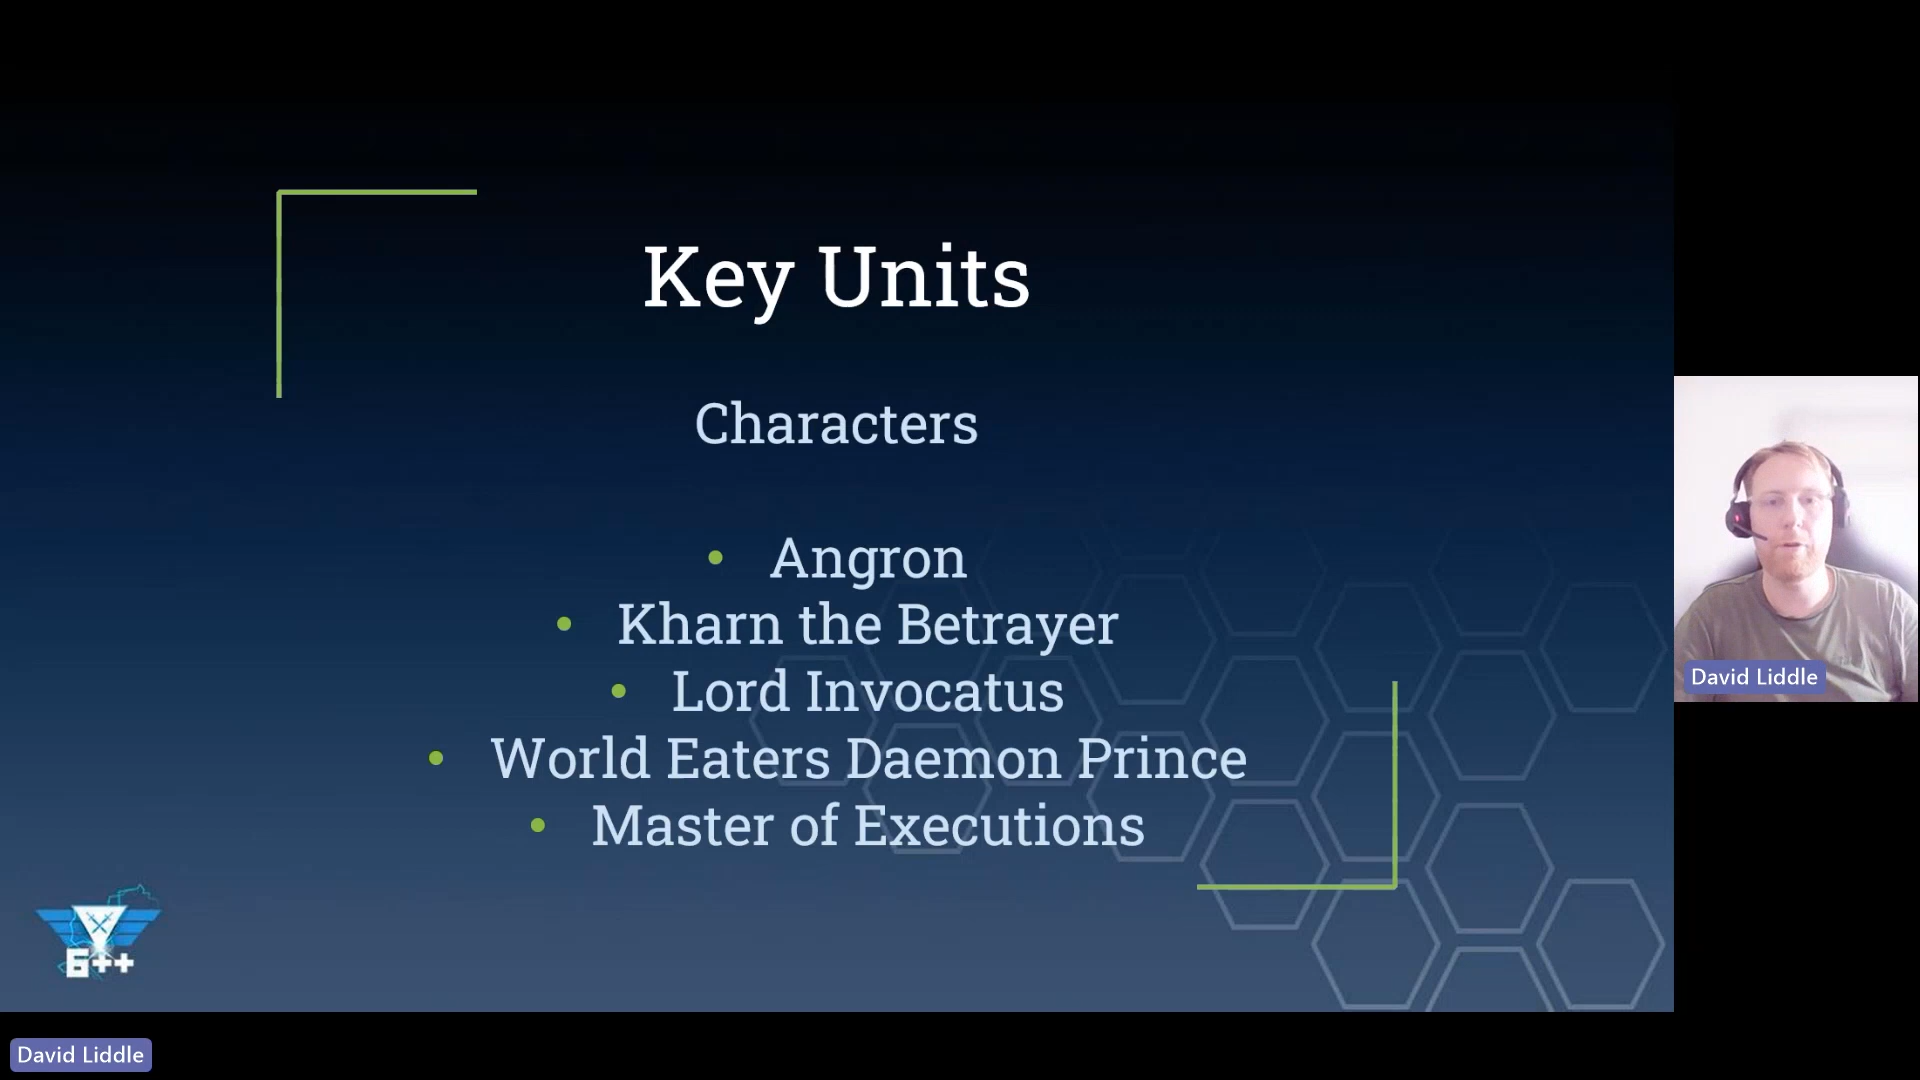 Key Units
Characters
• Angron
• Kharn the Betrayer
• Lord Invocatus
• World Eaters Daemon Prince
• Master of Executions
6++
David Liddle
David Liddle